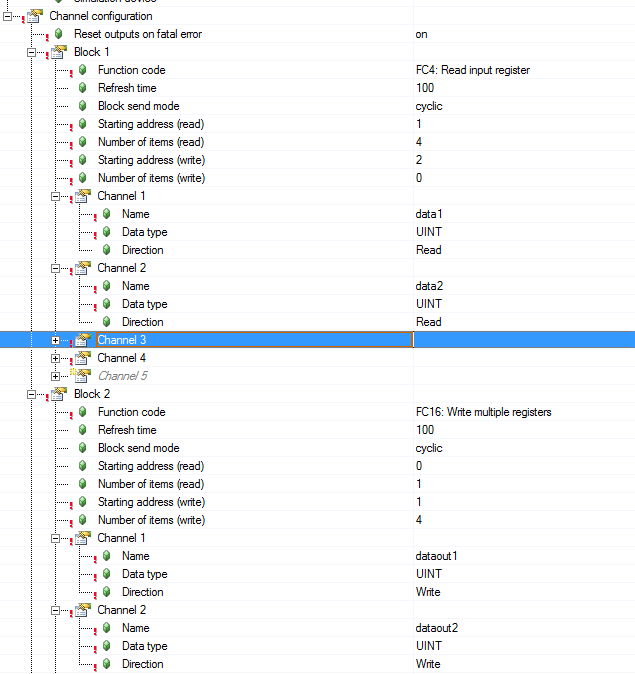 Channel configuration
Reset outputs on fatal error on
Block 1
Function code FC4: Read input register
Refresh time 100
Block send mode cyclic
Starting address (read) 1
Number of items (read) 4
Starting address (write) 2
Number of items (write) 0
Channel 1
Name data1
Data type UINT
Direction Read
Channel 2
Name data2
Data type UINT
Direction Read
Channel 3
Channel 4
Channel 5
Block 2
Function code FC16: Write multiple registers
Refresh time 100
Block send mode cyclic
Starting address (read) 0
Number of items (read) 1
Starting address (write) 1
Number of items (write) 4
Channel 1
Name dataout1
Data type UINT
Direction Write
Channel 2
Name dataout2
Data type UINT
Direction Write